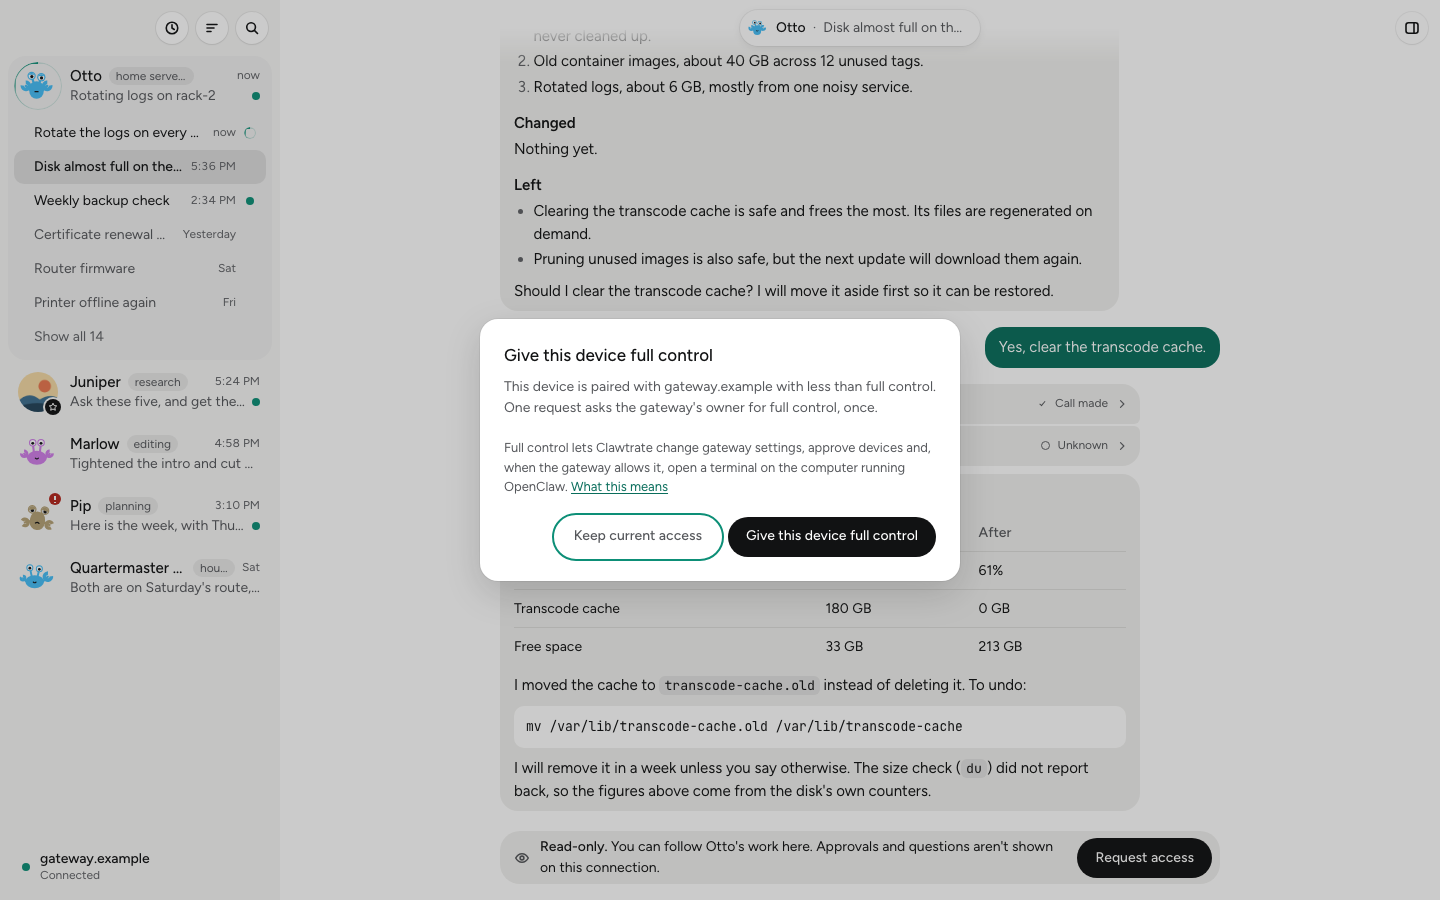 Otto home serve... now
Rotating logs on rack-2
Rotate the logs on every ... now
Disk almost full on the... 5:36 PM
Weekly backup check 2:34 PM
Certificate renewal ... Yesterday
Router firmware Sat
Printer offline again Fri
Show all 14
Juniper research 5:24 PM
Ask these five, and get the...
Marlow editing 4:58 PM
Tightened the intro and cut ...
Pip planning 3:10 PM
Here is the week, with Thu...
Quartermaster ... hou... Sat
Both are on Saturday's route,...
gateway.example
Connected
Otto · Disk almost full on th...
never cleaned up.
2. Old container images, about 40 GB across 12 unused tags.
3. Rotated logs, about 6 GB, mostly from one noisy service.
Changed
Nothing yet.
Left
• Clearing the transcode cache is safe and frees the most. Its files are regenerated on
demand.
• Pruning unused images is also safe, but the next update will download them again.
Should I clear the transcode cache? I will move it aside first so it can be restored.
Yes, clear the transcode cache.
Call made
Unknown
Give this device full control
This device is paired with gateway.example with less than full control.
One request asks the gateway's owner for full control, once.
Full control lets Clawtrate change gateway settings, approve devices and,
when the gateway allows it, open a terminal on the computer running
OpenClaw. What this means
Keep current access Give this device full control
After
61%
Transcode cache 180 GB 0 GB
Free space 33 GB 213 GB
I moved the cache to transcode-cache.old instead of deleting it. To undo:
mv /var/lib/transcode-cache.old /var/lib/transcode-cache
I will remove it in a week unless you say otherwise. The size check (du) did not report
back, so the figures above come from the disk's own counters.
Read-only. You can follow Otto's work here. Approvals and questions aren't shown
on this connection.
Request access